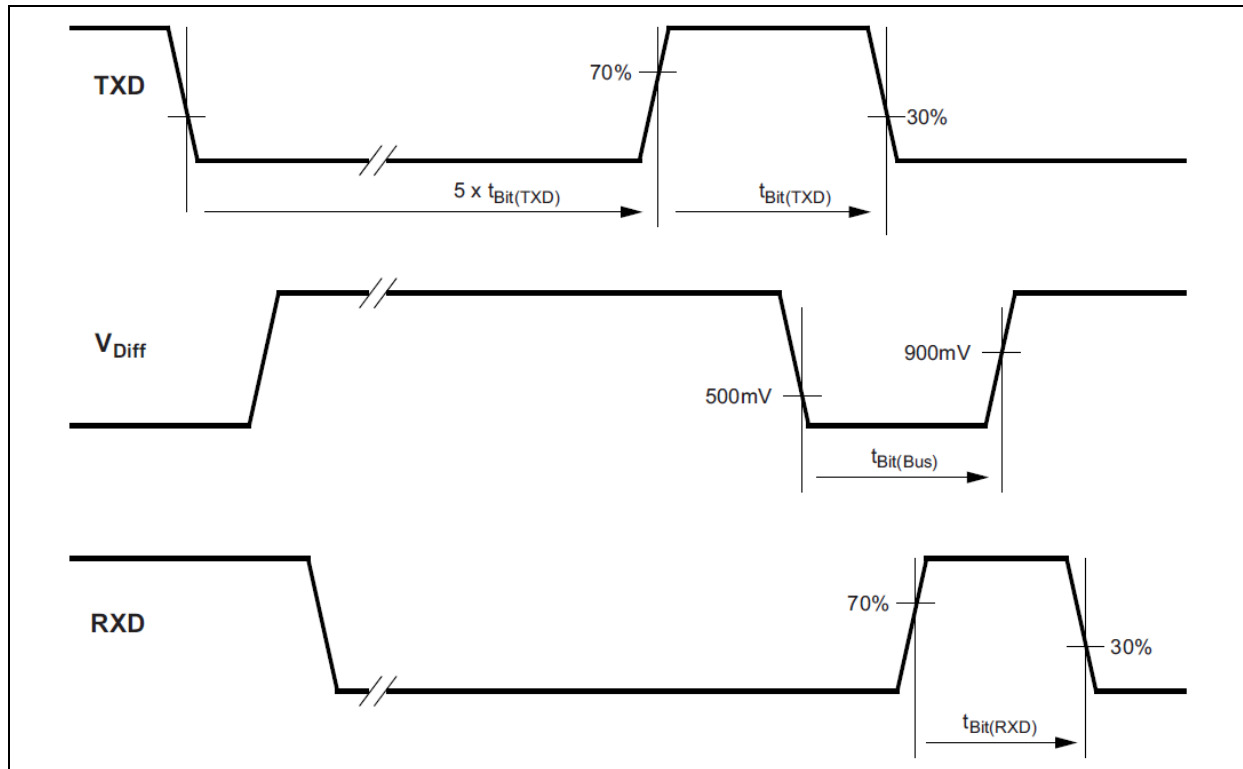 TXD
70%
30%
5 x tBit(TXD)
tBit(TXD)
VDiff
500mV
900mV
tBit(Bus)
RXD
70%
30%
tBit(RXD)